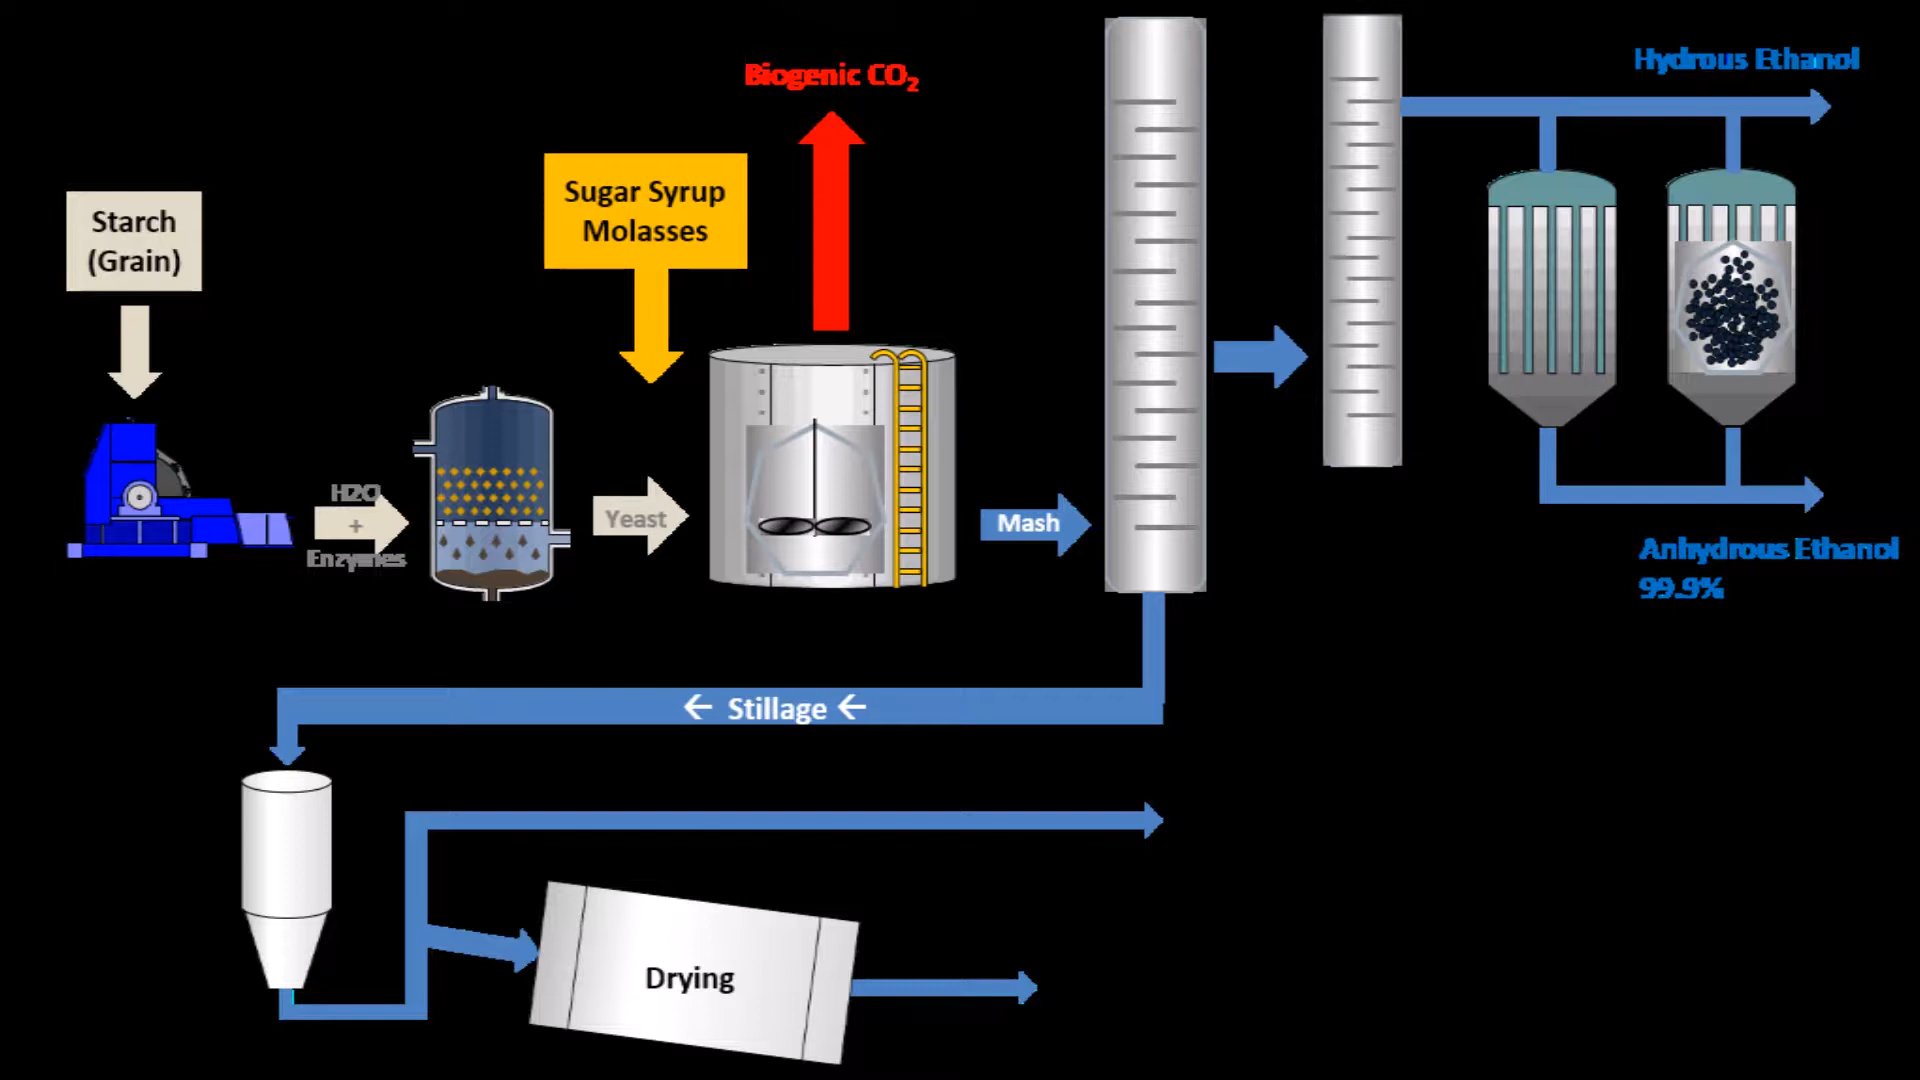 Biogenic CO₂
Hydrous Ethanol
Starch
(Grain)
Sugar Syrup
Molasses
H2O
+
Enzymes
Yeast
Mash
Anhydrous Ethanol
99.9%
← Stillage ←
Drying